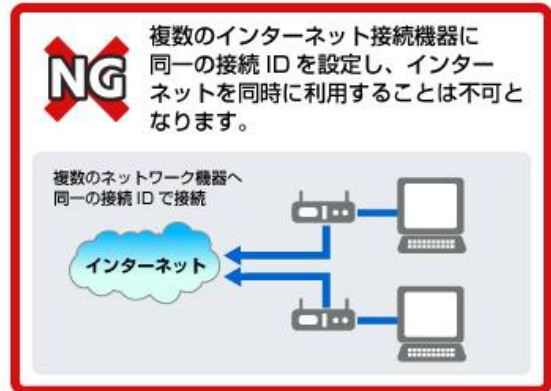 NG
複数のインターネット接続機器に
同一の接続 ID を設定し、インター
ネットを同時に利用することは不可と
なります。
複数のネットワーク機器へ
同一の接続 ID で接続
インターネット